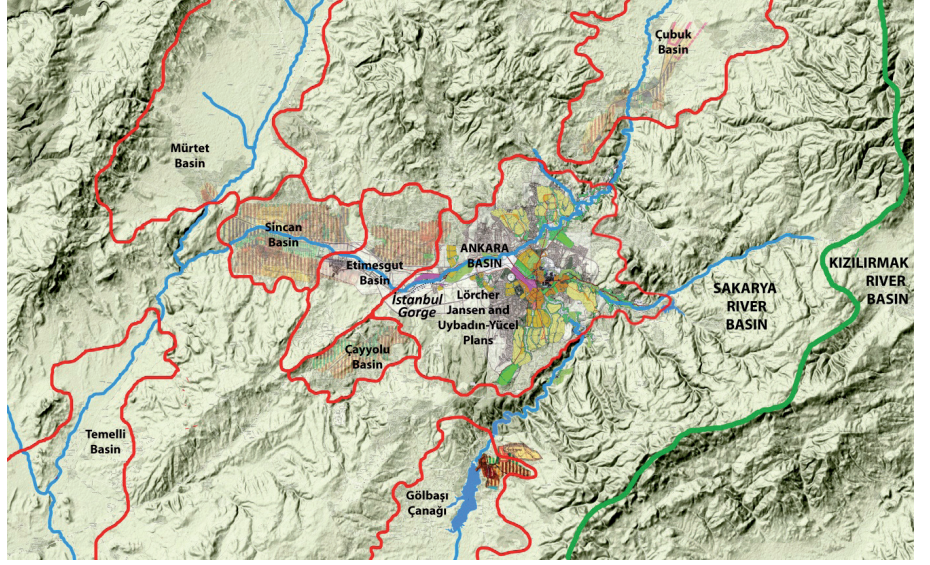 Çubuk
Basin
Mürtet
Basin
Sincan
Basin
Etimesgut
Basin
ANKARA
BASIN
İstanbul
Gorge
Lörcher
Jansen and
Uybadın-Yücel
Plans
Çayyolu
Basin
SAKARYA
RIVER
BASIN
KIZILIRMAK
RIVER
BASIN
Temelli
Basin
Gölbaşı
Çanağı